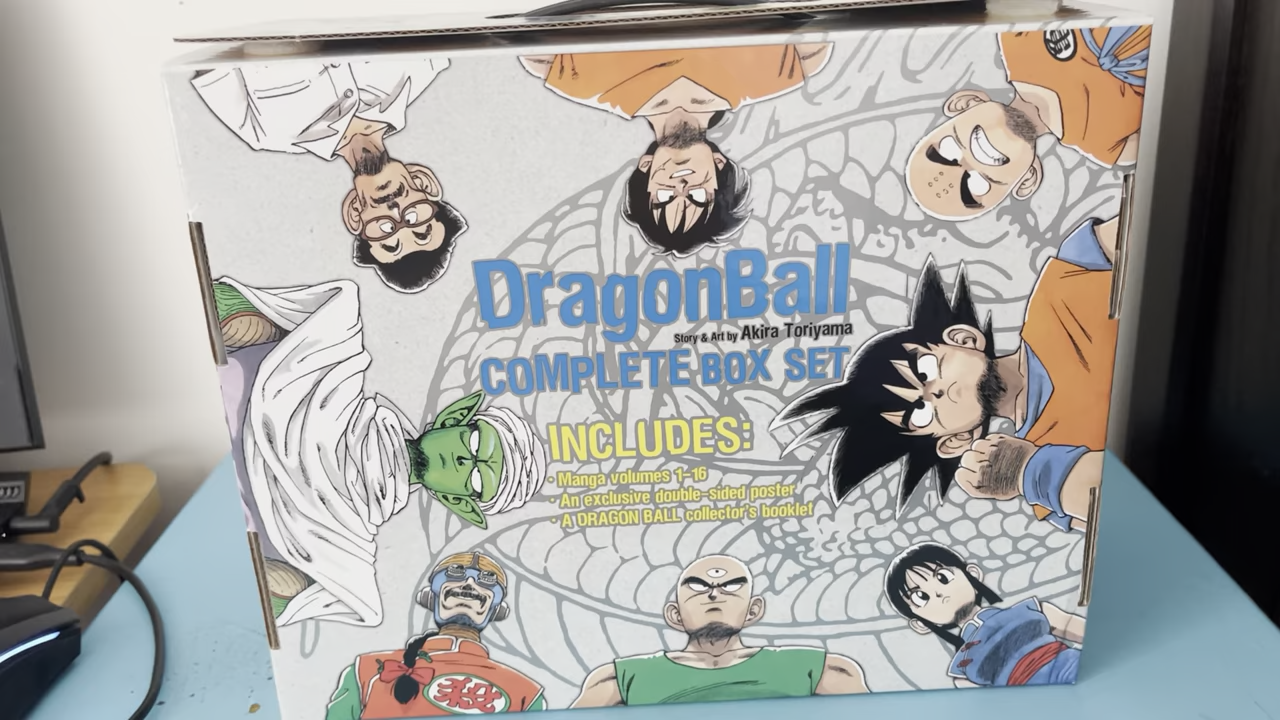 DragonBall
Story & Art by Akira Toriyama
COMPLETE BOX SET
INCLUDES:
• Manga volumes 1-16
• An exclusive double-sided poster
• A DRAGON BALL collector's booklet
殺